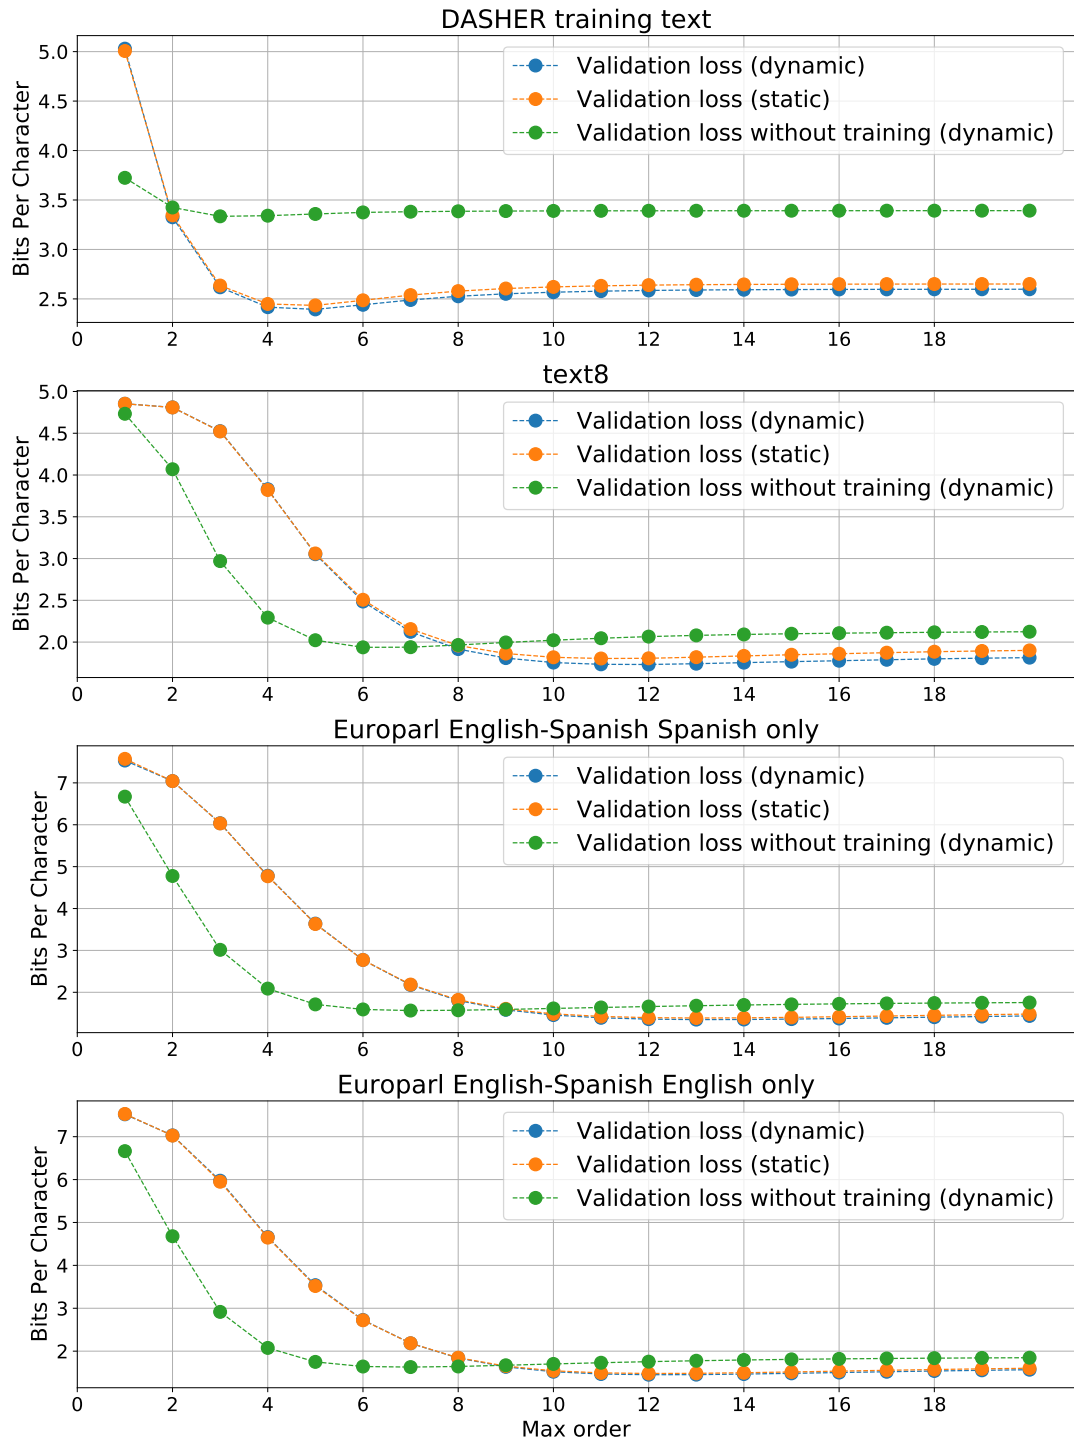 DASHER training text
Bits Per Character
5.0
4.5
4.0
3.5
3.0
2.5
Validation loss (dynamic)
Validation loss (static)
Validation loss without training (dynamic)
0 2 4 6 8 10 12 14 16 18
text8
Bits Per Character
5.0
4.5
4.0
3.5
3.0
2.5
2.0
Validation loss (dynamic)
Validation loss (static)
Validation loss without training (dynamic)
0 2 4 6 8 10 12 14 16 18
Europarl English-Spanish Spanish only
Bits Per Character
7
6
5
4
3
2
Validation loss (dynamic)
Validation loss (static)
Validation loss without training (dynamic)
0 2 4 6 8 10 12 14 16 18
Europarl English-Spanish English only
Bits Per Character
7
6
5
4
3
2
Validation loss (dynamic)
Validation loss (static)
Validation loss without training (dynamic)
0 2 4 6 8 10 12 14 16 18
Max order